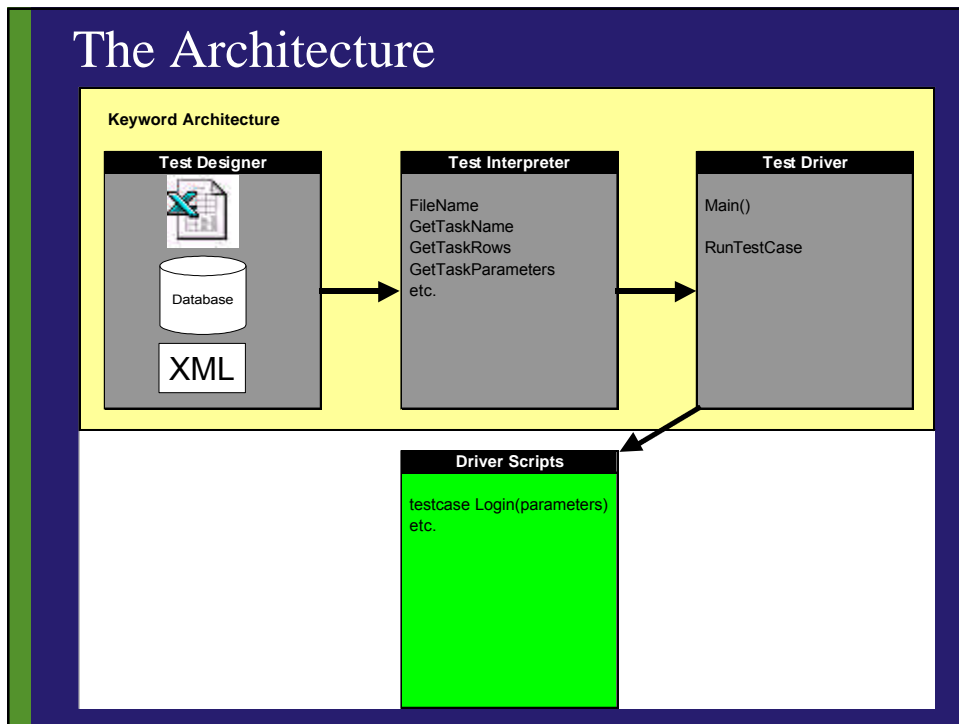 The Architecture
Keyword Architecture
Test Designer
Database
XML
Test Interpreter
FileName
GetTaskName
GetTaskRows
GetTaskParameters
etc.
Test Driver
Main()
RunTestCase
Driver Scripts
testcase Login(parameters)
etc.